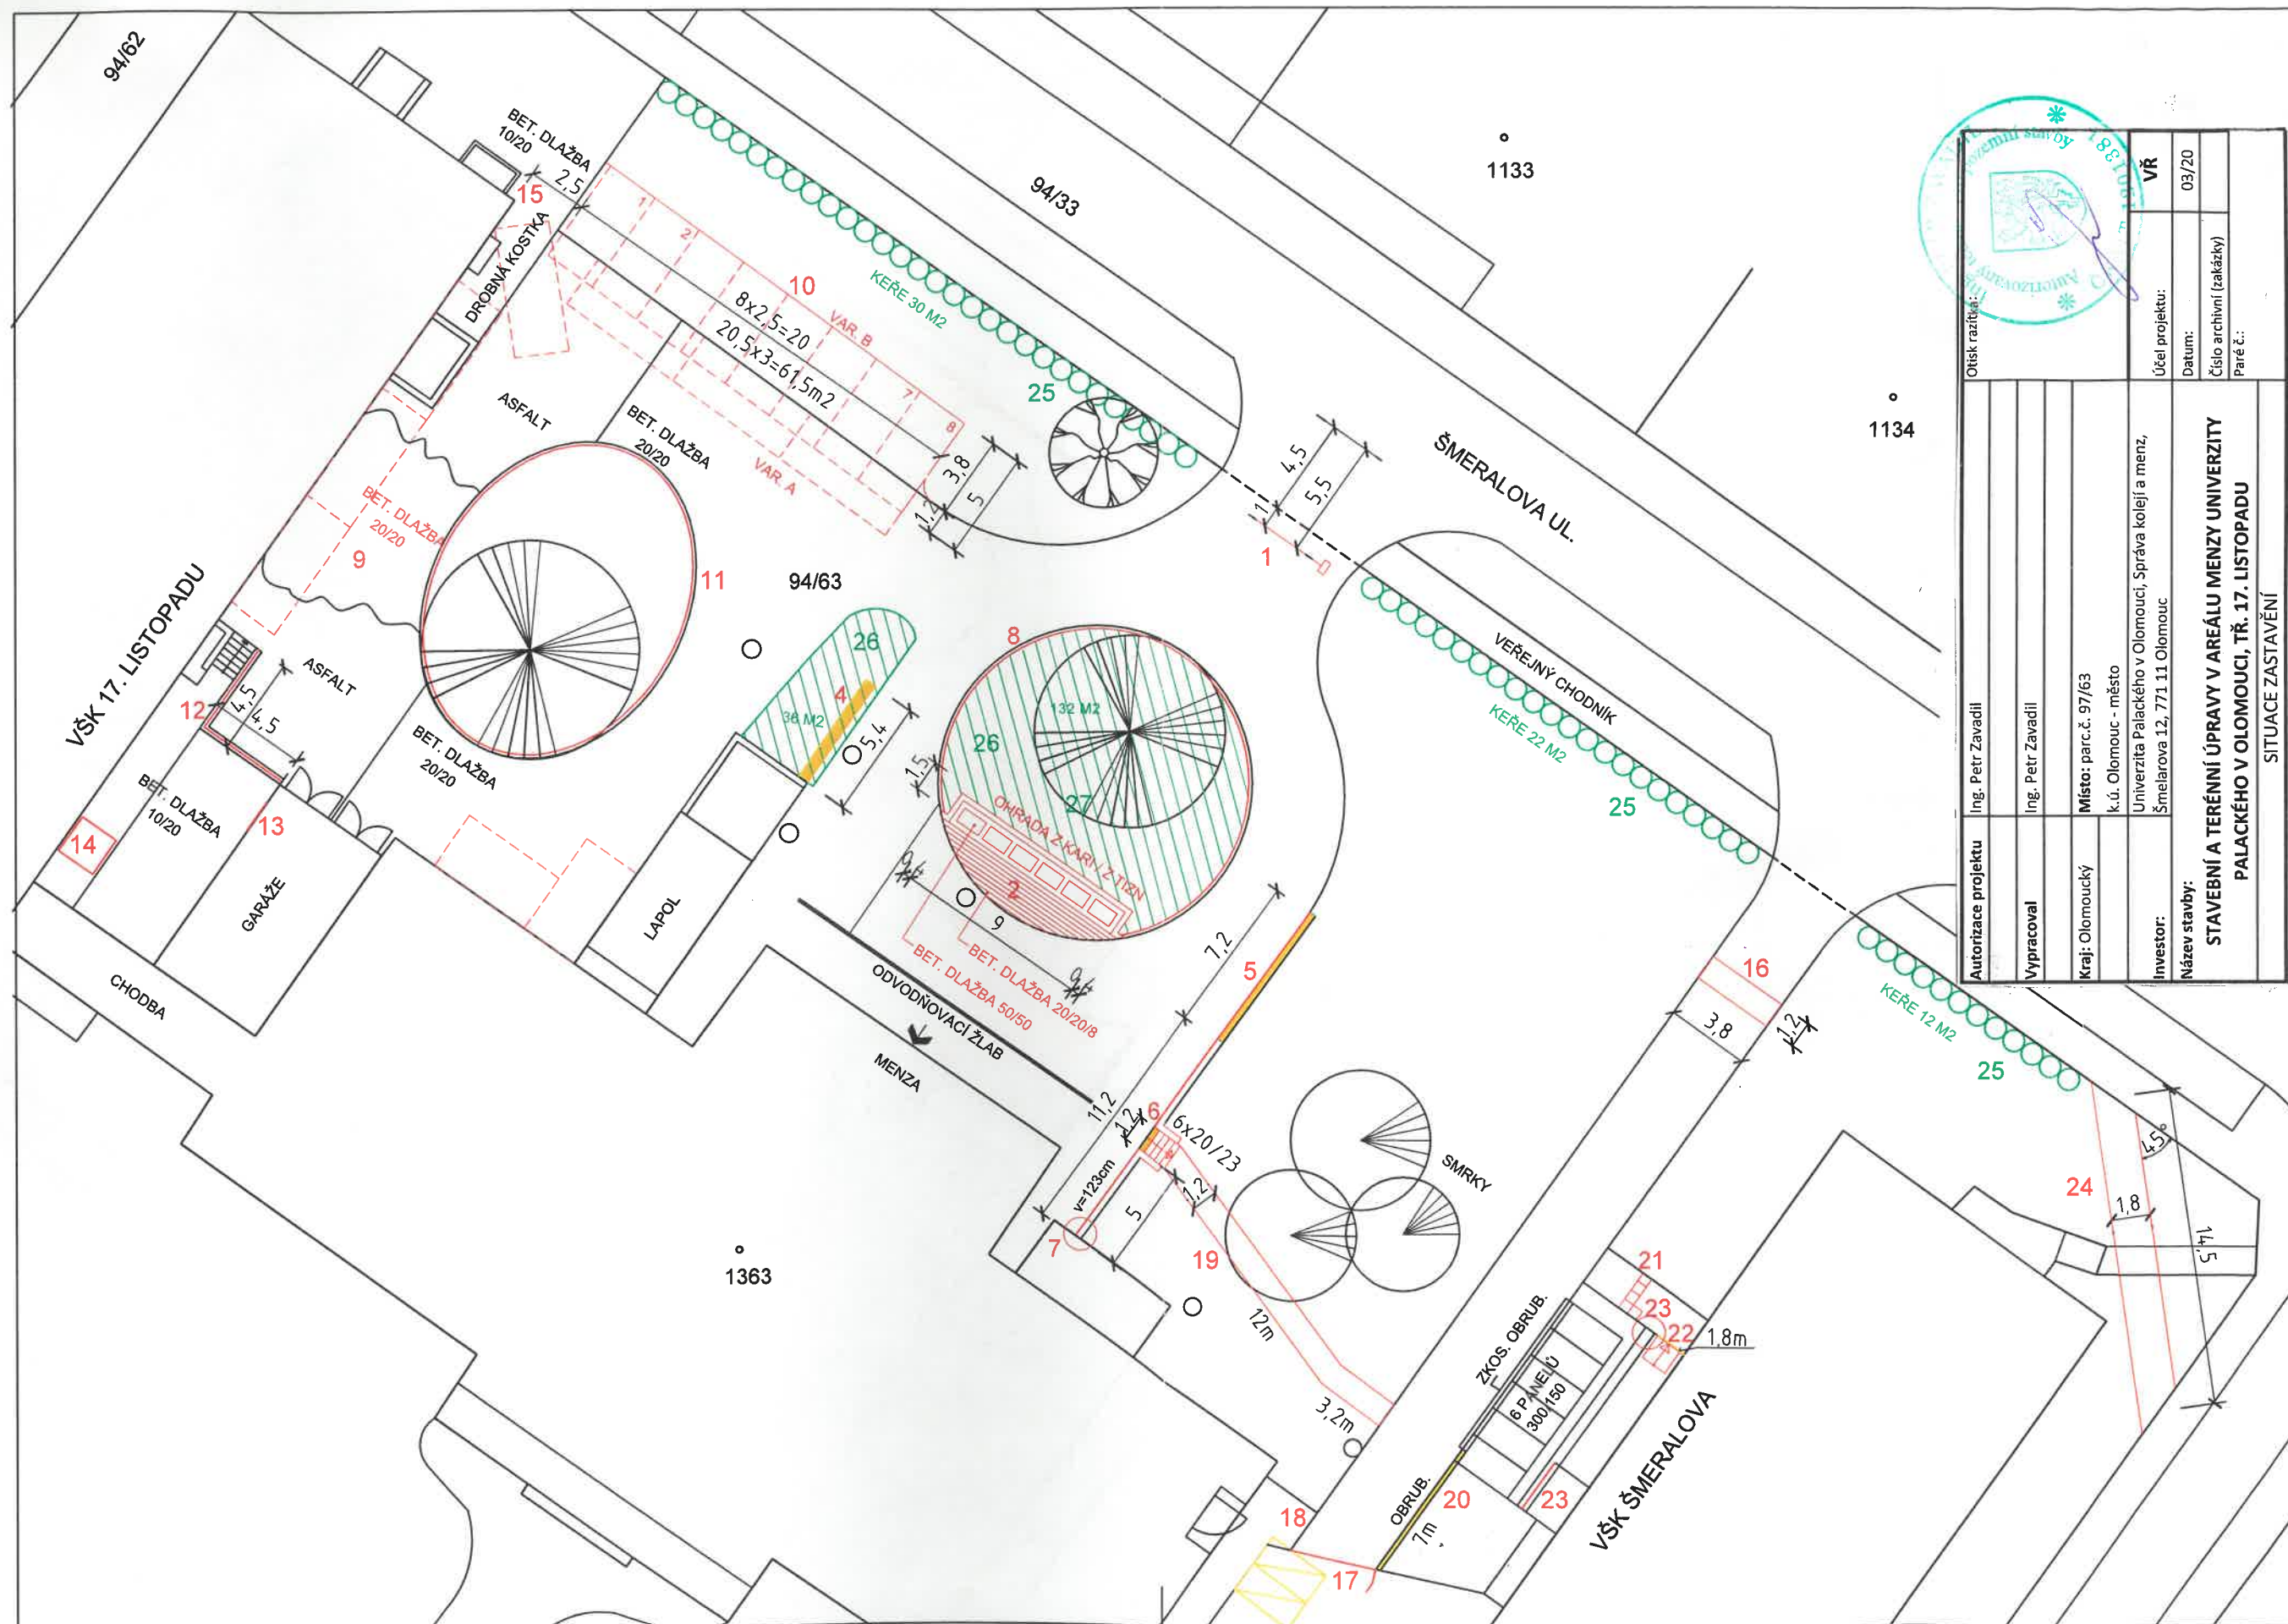 94/62
BET. DLAŽBA
10/20
2,5
15
DROBNÁ KOSTKA
1
2
10
8x2,5=20
20,5x3=61,5m2
VAR. B
VAR. A
7
8
KEŘE 30 M2
25
94/33
1133
1134
ŠMERALOVA UL.
4,5
5,5
1
1
3,8
5
1,2
ASFALT
BET. DLAŽBA
20/20
BET. DLAŽBA
20/20
9
11
94/63
VŠK 17. LISTOPADU
12
4,5
4,5
ASFALT
BET. DLAŽBA
20/20
BET. DLAŽBA
10/20
13
14
GARÁŽE
CHODBA
LAPOL
26
4
36 M2
5,4
1,5
8
132 M2
26
27
OHRADA Z KARI / Z TIZN
2
9
BET. DLAŽBA 20/20/8
BET. DLAŽBA 50/50
ODVODŇOVACÍ ŽLAB
MENZA
7,2
5
11,2
1,2
6
6x20/23
v=123cm
5
1,2
7
19
12m
3,2m
SMRKY
1363
VEŘEJNÝ CHODNÍK
KEŘE 22 M2
25
16
3,8
1,2
KEŘE 12 M2
25
24
45°
1,8
14,5
21
23
22
1,8m
ZKOS. OBRUB.
6 PANELŮ
300/150
OBRUB.
7m
20
23
18
17
VŠK ŠMERALOVA
Autorizace projektu
Ing. Petr Zavadil
Otisk razítka:
pozemní stavby
Vypracoval
Ing. Petr Zavadil
Kraj: Olomoucký
Místo: parc.č. 97/63
k.ú. Olomouc - město
Investor:
Univerzita Palackého v Olomouci, Správa kolejí a menz,
Šmelarova 12, 771 11 Olomouc
Účel projektu:
VŘ
Název stavby:
STAVEBNÍ A TERÉNNÍ ÚPRAVY V AREÁLU MENZY UNIVERZITY
PALACKÉHO V OLOMOUCI, TŘ. 17. LISTOPADU
Datum:
03/20
Číslo archivní (zakázky)
Paré č.:
SITUACE ZASTAVĚNÍ